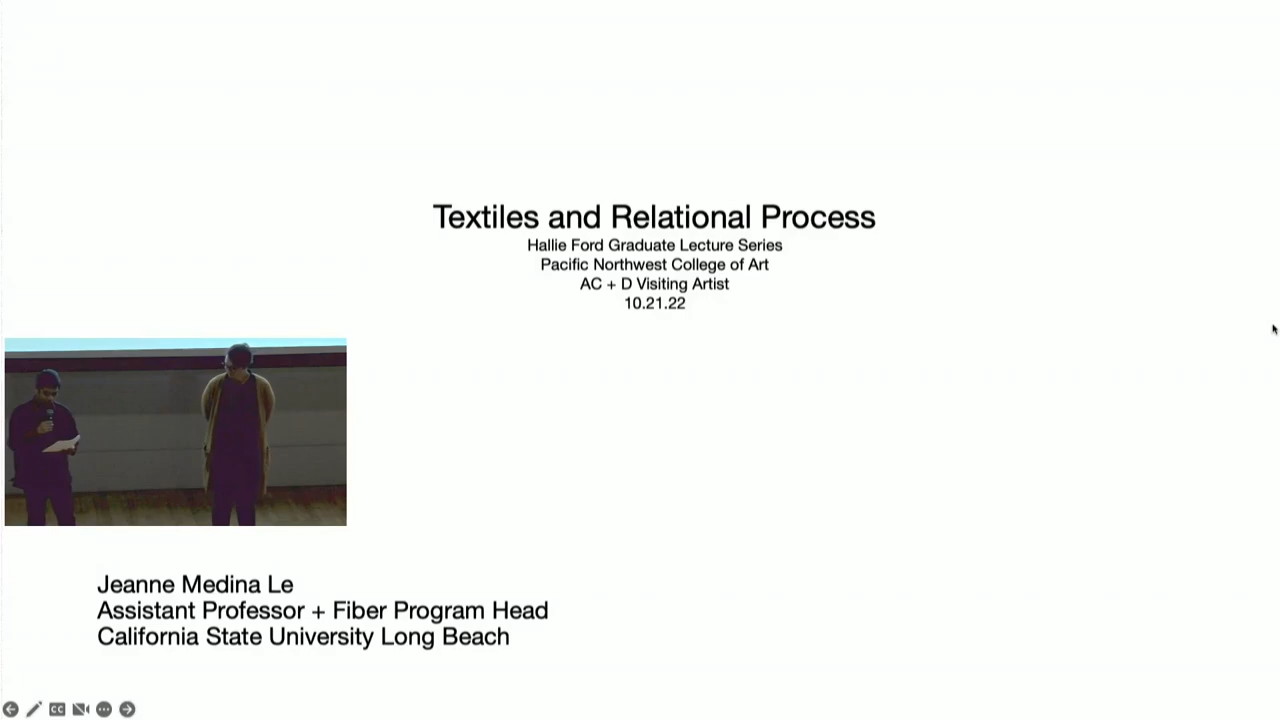 Textiles and Relational Process
Hallie Ford Graduate Lecture Series
Pacific Northwest College of Art
AC + D Visiting Artist
10.21.22
Jeanne Medina Le
Assistant Professor + Fiber Program Head
California State University Long Beach
CC